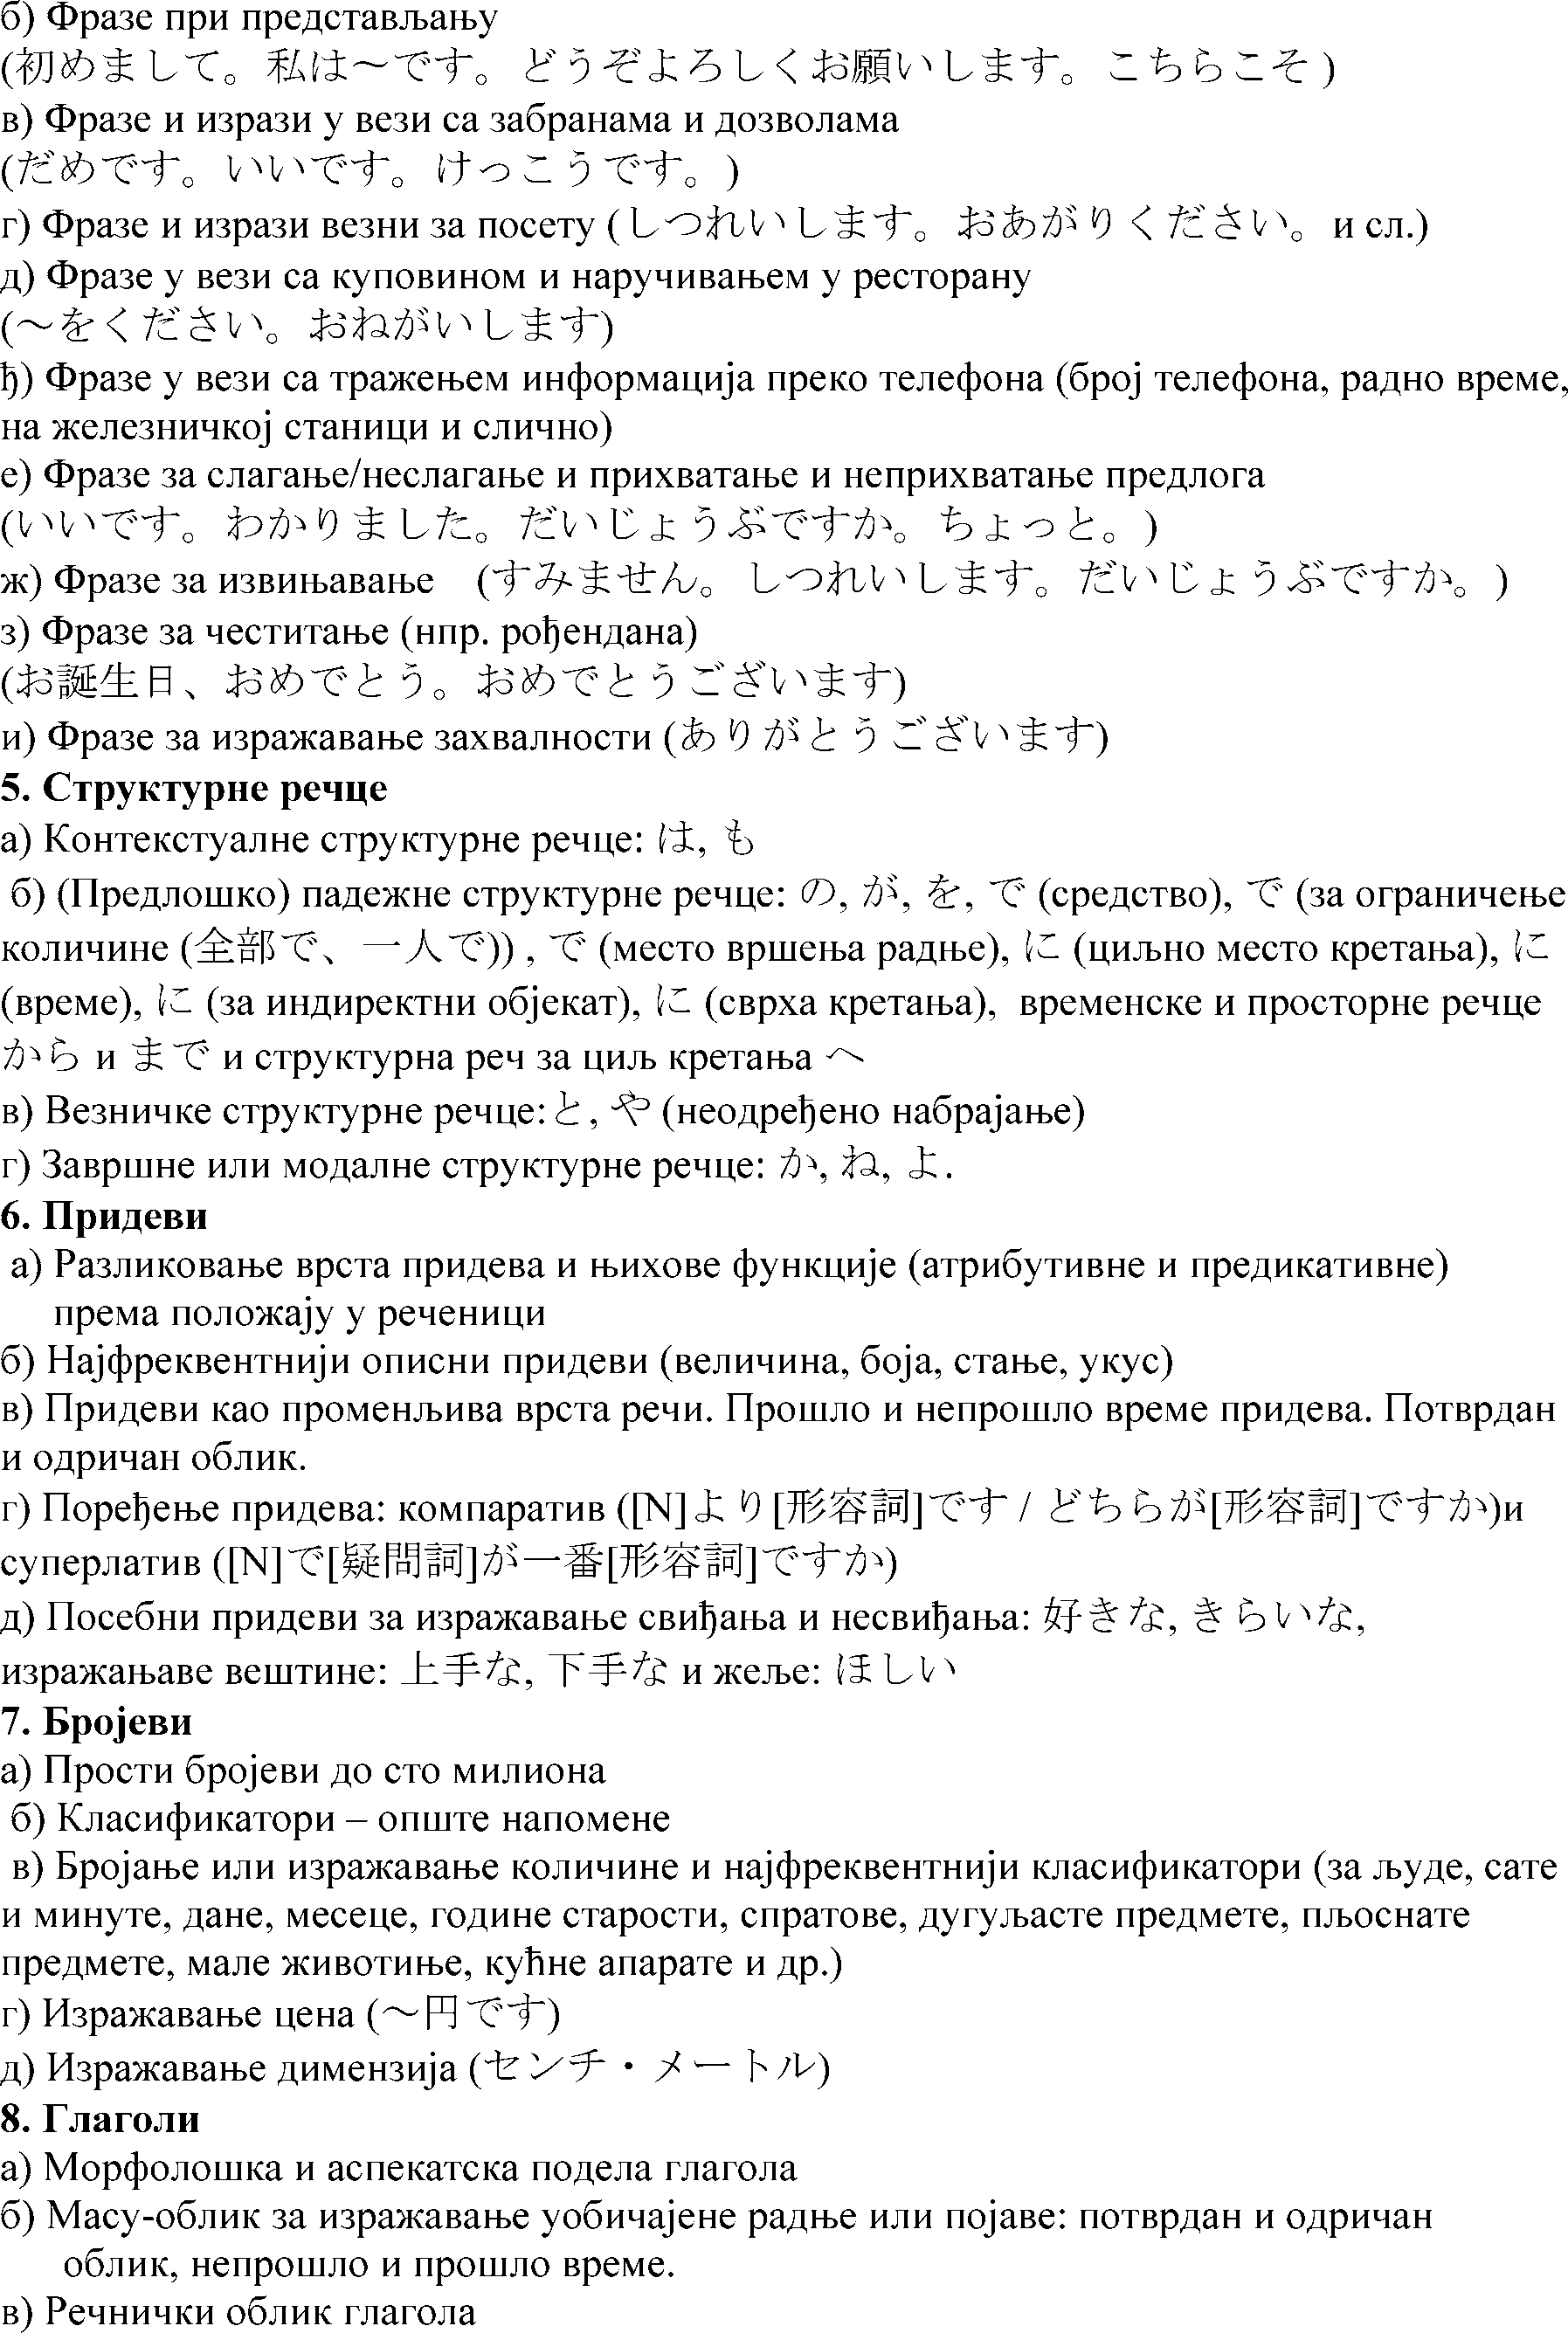 б) Фразе при представљању
(初めまして。私は～です。どうぞよろしくお願いします。こちらこそ )
в) Фразе и изрази у вези са забранама и дозволама
(だめです。いいです。けっこうです。)
г) Фразе и изрази везни за посету (しつれいします。おあがりください。и сл.)
д) Фразе у вези са куповином и наручивањем у ресторану
(～をください。おねがいします)
ђ) Фразе у вези са тражењем информација преко телефона (број телефона, радно време,
на железничкој станици и слично)
е) Фразе за слагање/неслагање и прихватање и неприхватање предлога
(いいです。わかりました。だいじょうぶですか。ちょっと。)
ж) Фразе за извињавање (すみません。しつれいします。だいじょうぶですか。)
з) Фразе за честитање (нпр. рођендана)
(お誕生日、おめでとう。おめでとうございます)
и) Фразе за изражавање захвалности (ありがとうございます)
5. Структурне речце
а) Контекстуалне структурне речце: は, も
б) (Предлошко) падежне структурне речце: の, が, を, で (средство), で (за ограничење
количине (全部で、一人で)) , で (место вршења радње), に (циљно место кретања), に
(време), に (за индиректни објекат), に (сврха кретања), временске и просторне речце
から и まで и структурна реч за циљ кретања へ
в) Везничке структурне речце:と, や (неодређено набрајање)
г) Завршне или модалне структурне речце: か, ね, よ.
6. Придеви
а) Разликовање врста придева и њихове функције (атрибутивне и предикативне)
према положају у реченици
б) Најфреквентнији описни придеви (величина, боја, стање, укус)
в) Придеви као променљива врста речи. Прошло и непрошло време придева. Потврдан
и одричан облик.
г) Поређење придева: компаратив ([N]より[形容詞]です / どちらが[形容詞]ですか)и
суперлатив ([N]で[疑問詞]が一番[形容詞]ですか)
д) Посебни придеви за изражавање свиђања и несвиђања: 好きな, きらいな,
изражањаве вештине: 上手な, 下手な и жеље: ほしい
7. Бројеви
а) Прости бројеви до сто милиона
б) Класификатори – опште напомене
в) Бројање или изражавање количине и најфреквентнији класификатори (за људе, сате
и минуте, дане, месеце, године старости, спратове, дугуљасте предмете, пљоснате
предмете, мале животиње, кућне апарате и др.)
г) Изражавање цена (～円です)
д) Изражавање димензија (センチ・メートル)
8. Глаголи
а) Морфолошка и аспекатска подела глагола
б) Масу-облик за изражавање уобичајене радње или појаве: потврдан и одричан
облик, непрошло и прошло време.
в) Речнички облик глагола